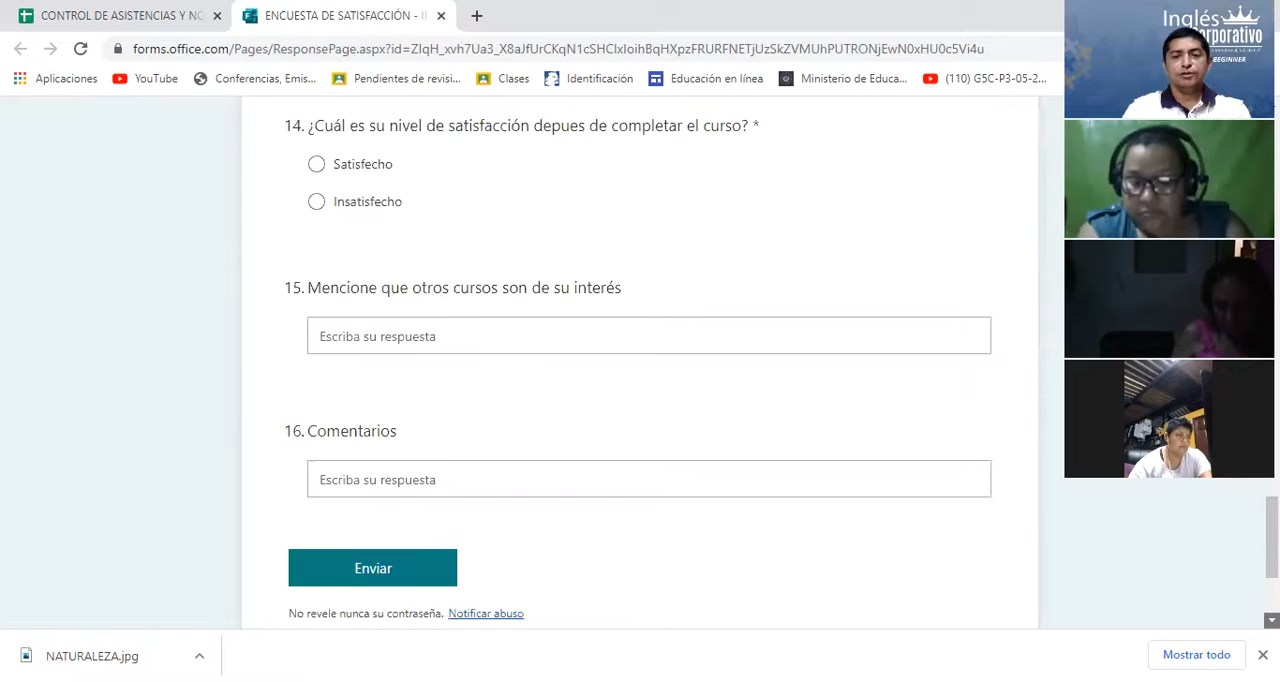 CONTROL DE ASISTENCIAS Y NC
ENCUESTA DE SATISFACCIÓN - II
forms.office.com/Pages/ResponsePage.aspx?id=ZIqH_xvh7Ua3_X8aJfUrCKqN1cSHClxIoihBqHXpzFRURFNETjUzSkZVMUhPUTRONjEwN0xHU0c5Vi4u
Aplicaciones
YouTube
Conferencias, Emis...
Pendientes de revisi...
Clases
Identificación
Educación en línea
Ministerio de Educa...
(110) G5C-P3-05-2...
Inglés
BEGINNER
14. ¿Cuál es su nivel de satisfacción depues de completar el curso? *
Satisfecho
Insatisfecho
15. Mencione que otros cursos son de su interés
Escriba su respuesta
16. Comentarios
Escriba su respuesta
Enviar
No revele nunca su contraseña. Notificar abuso
NATURALEZA.jpg
Mostrar todo